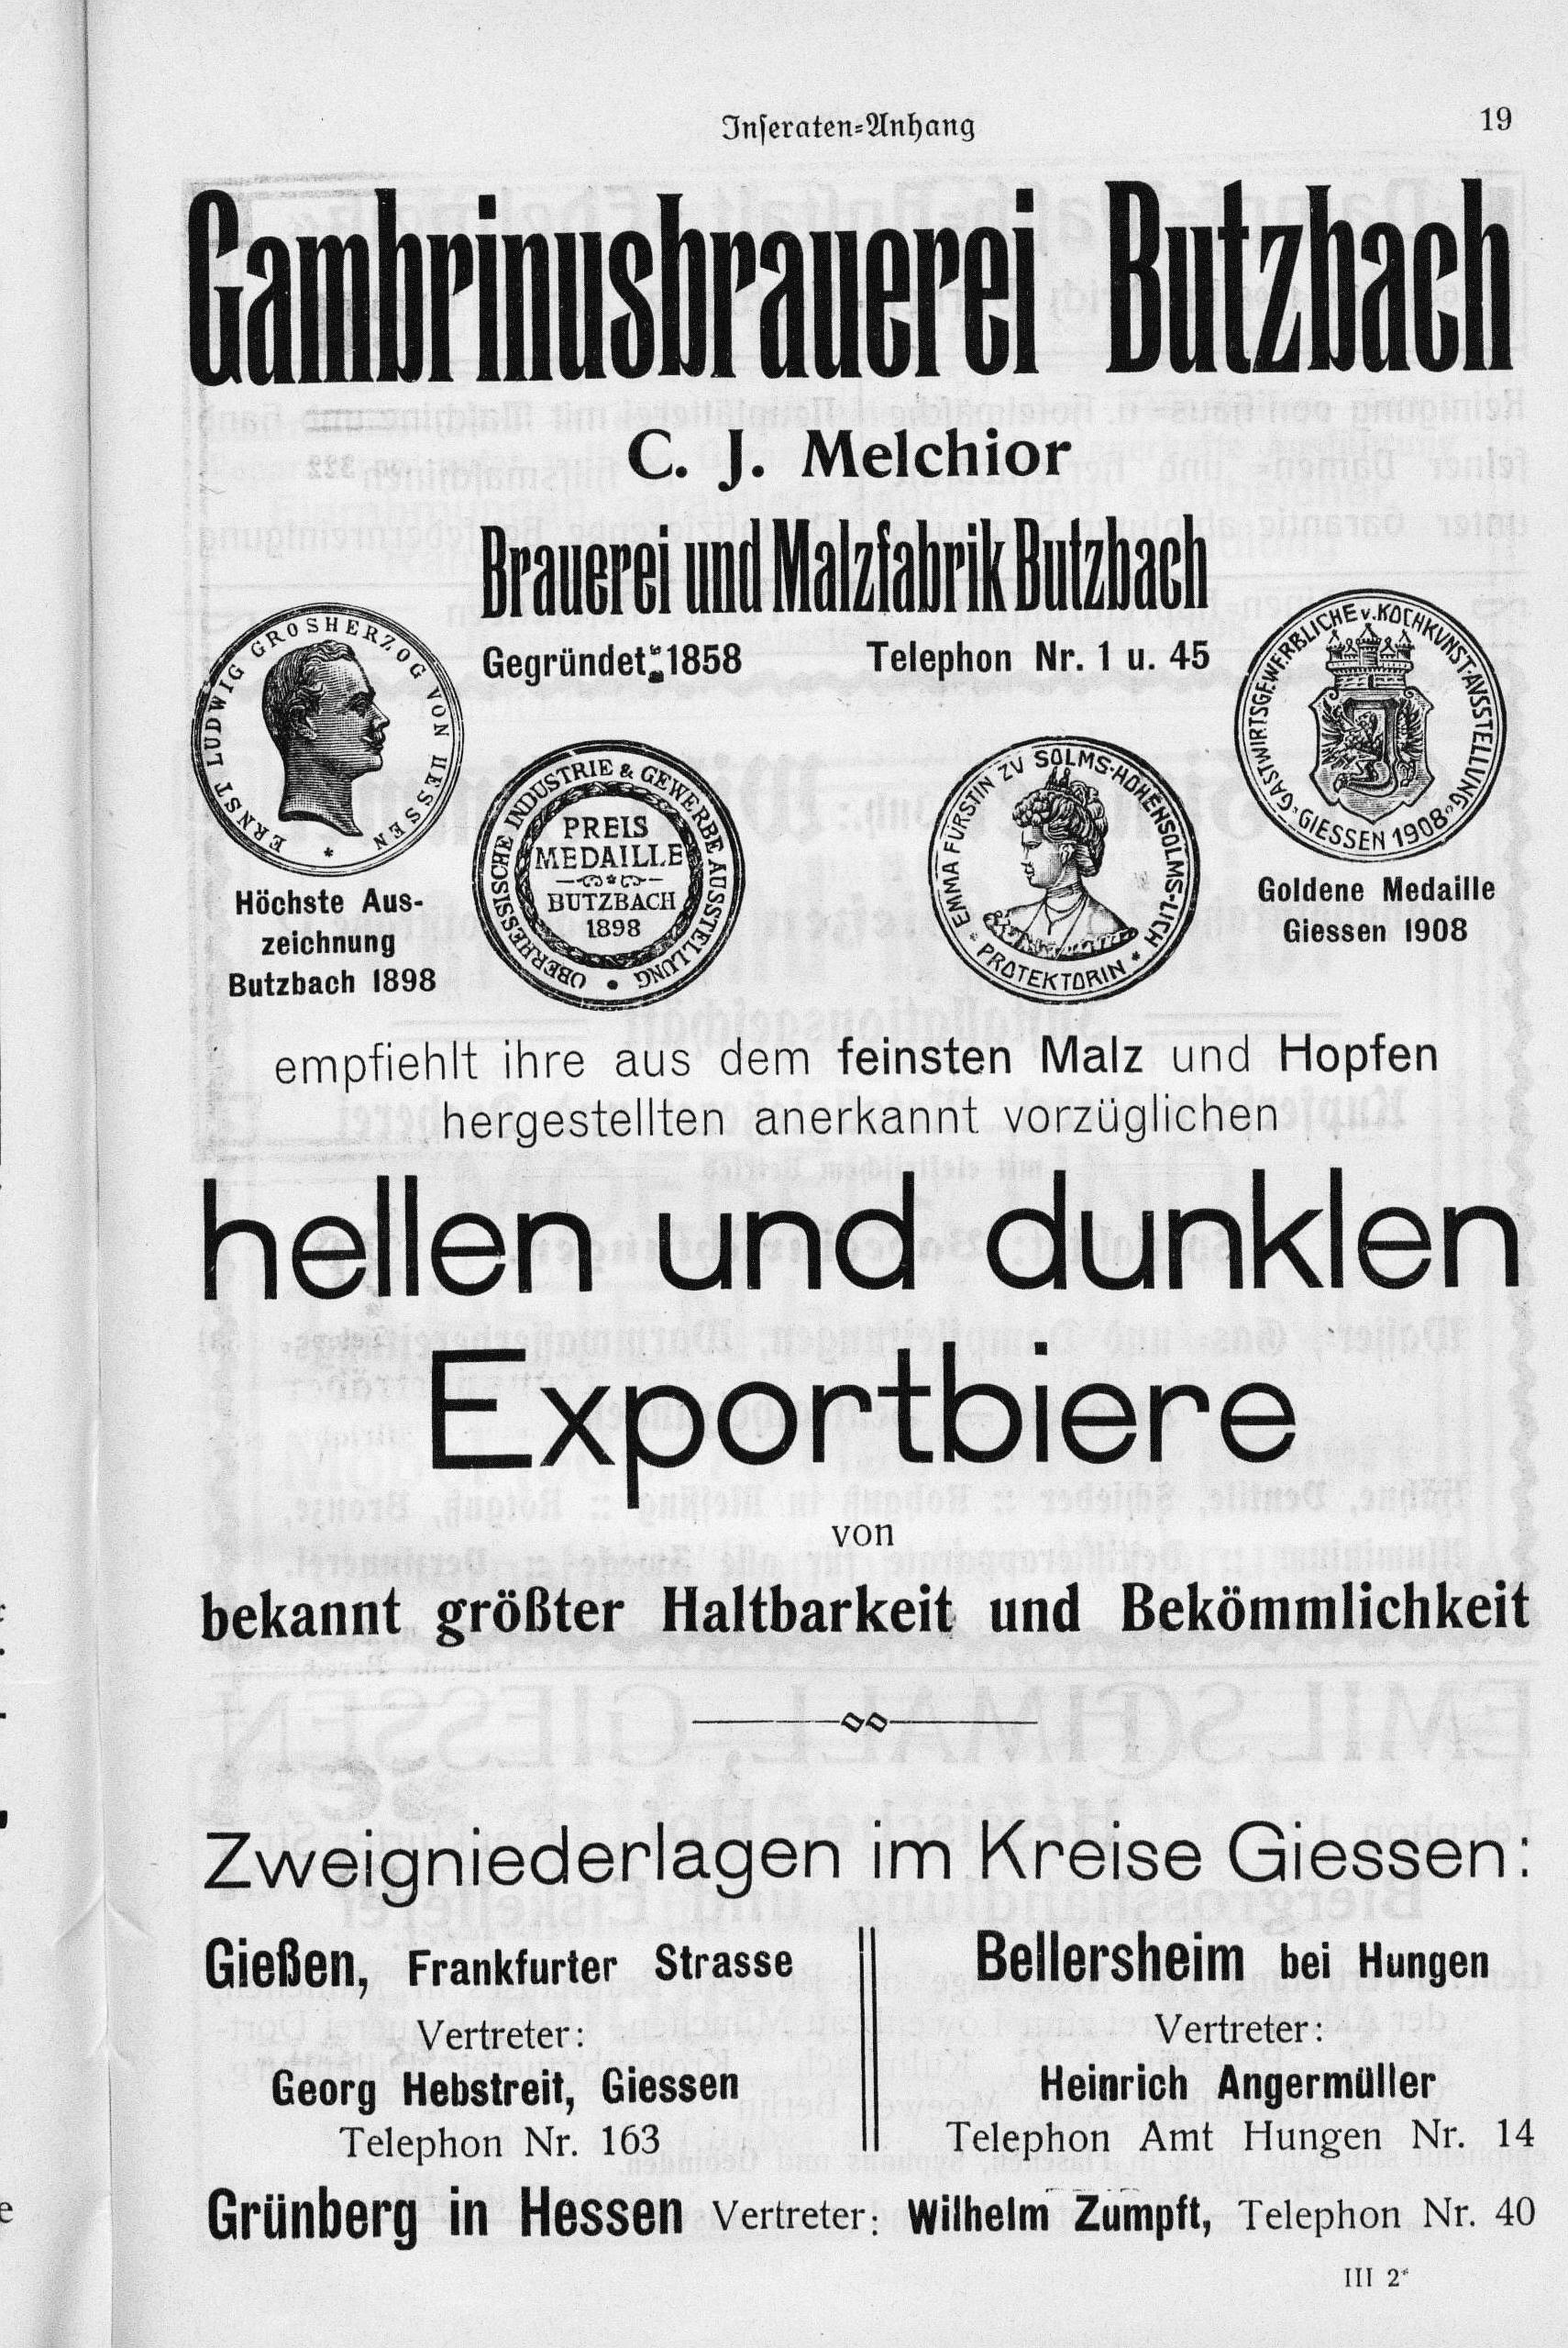 Inseraten=Anhang
19
Gambrinusbrauerei Butzbach
C. J. Melchior
Brauerei und Malzfabrik Butzbach
Gegründet: 1858
Telephon Nr. 1 u. 45
ERNST LUDWIG GROSHERZOG VON HESSEN
*
Höchste Aus-
zeichnung
Butzbach 1898
OBERHESSISCHE INDUSTRIE & GEWERBE AUSSTELLUNG
PREIS
MEDAILLE
BUTZBACH
1898
EMMA FÜRSTIN ZU SOLMS-HOHENSOLMS-LICH
* PROTEKTORIN *
GASTWIRTSGEWERBLICHE v. KOCHKUNST-AVSSTELLUNG
GIESSEN 1908
Goldene Medaille
Giessen 1908
empfiehlt ihre aus dem feinsten Malz und Hopfen
hergestellten anerkannt vorzüglichen
hellen und dunklen
Exportbiere
von
bekannt größter Haltbarkeit und Bekömmlichkeit
Zweigniederlagen im Kreise Giessen:
Gießen, Frankfurter Strasse
Vertreter:
Georg Hebstreit, Giessen
Telephon Nr. 163
Bellersheim bei Hungen
Vertreter:
Heinrich Angermüller
Telephon Amt Hungen Nr. 14
Grünberg in Hessen Vertreter: Wilhelm Zumpft, Telephon Nr. 40
III 2*